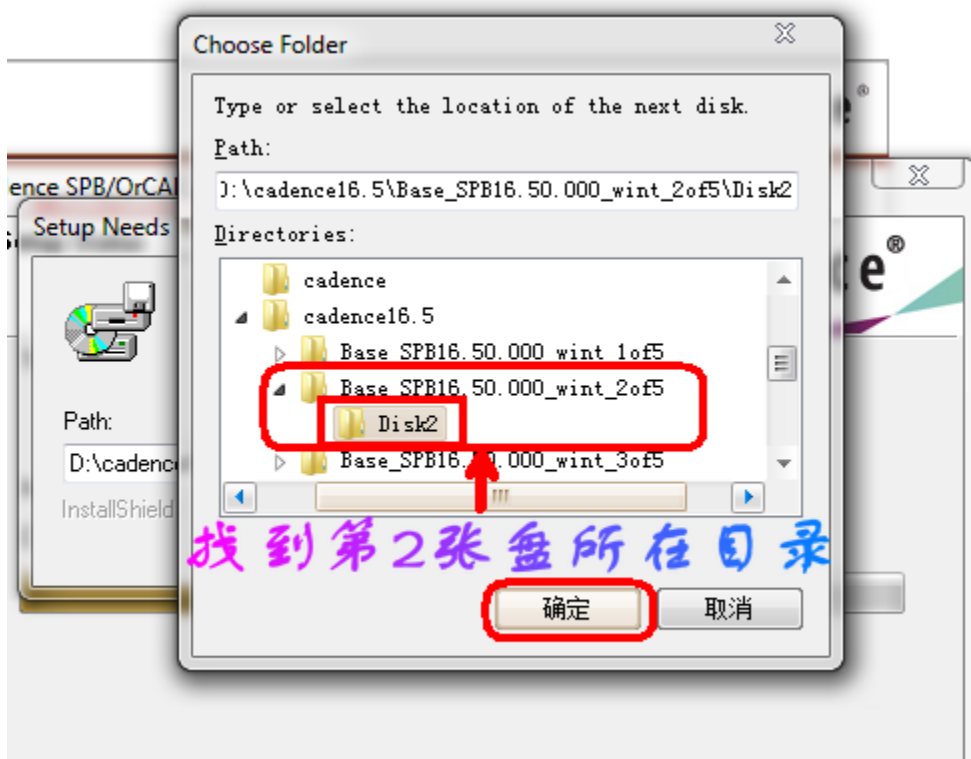 Choose Folder
Type or select the location of the next disk.
Path:
D:\cadence16.5\Base_SPB16.50.000_wint_2of5\Disk2
Directories:
cadence
cadence16.5
Base_SPB16.50.000_wint_1of5
Base_SPB16.50.000_wint_2of5
Disk2
Base_SPB16.50.000_wint_3of5
找到第2张盘所在目录
确定
取消
ence SPB/OrCA
Setup Needs
Path:
D:\cadenc
InstallShield
e®
e®